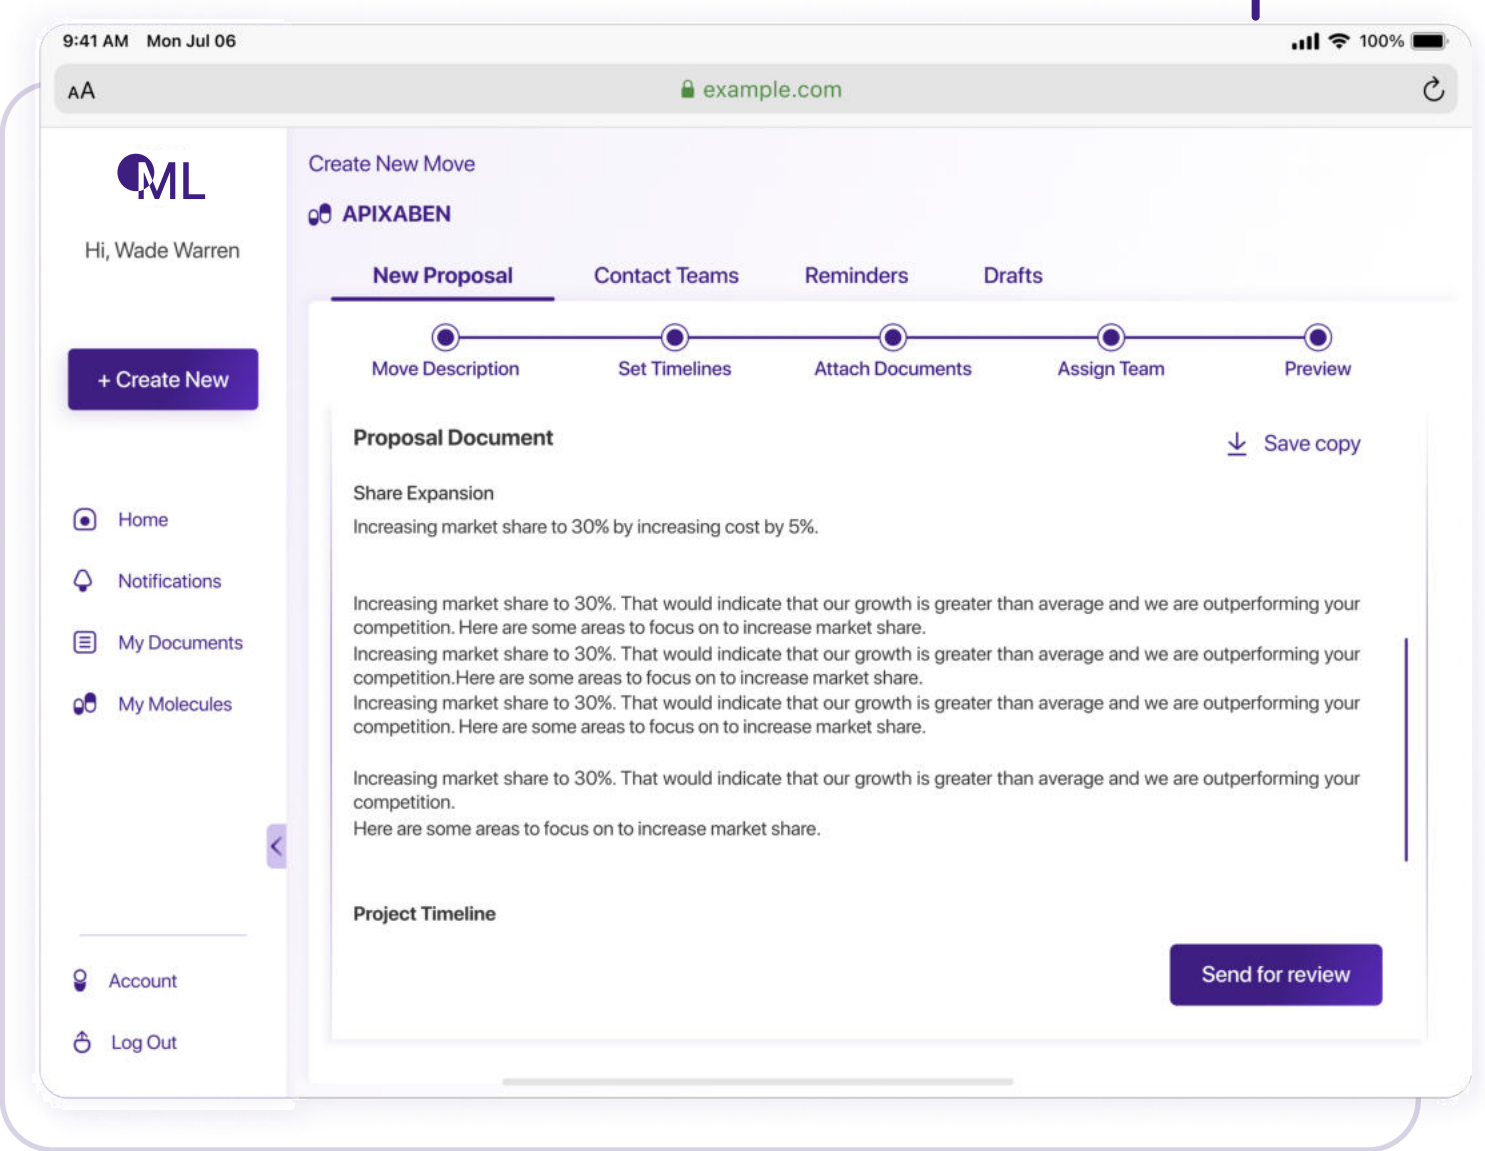 9:41 AM Mon Jul 06
100%
AA
example.com
ML
Hi, Wade Warren
+ Create New
Home
Notifications
My Documents
My Molecules
Account
Log Out
Create New Move
APIXABEN
New Proposal Contact Teams Reminders Drafts
Move Description Set Timelines Attach Documents Assign Team Preview
Proposal Document
Save copy
Share Expansion
Increasing market share to 30% by increasing cost by 5%.
Increasing market share to 30%. That would indicate that our growth is greater than average and we are outperforming your
competition. Here are some areas to focus on to increase market share.
Increasing market share to 30%. That would indicate that our growth is greater than average and we are outperforming your
competition.Here are some areas to focus on to increase market share.
Increasing market share to 30%. That would indicate that our growth is greater than average and we are outperforming your
competition. Here are some areas to focus on to increase market share.
Increasing market share to 30%. That would indicate that our growth is greater than average and we are outperforming your
competition.
Here are some areas to focus on to increase market share.
Project Timeline
Send for review